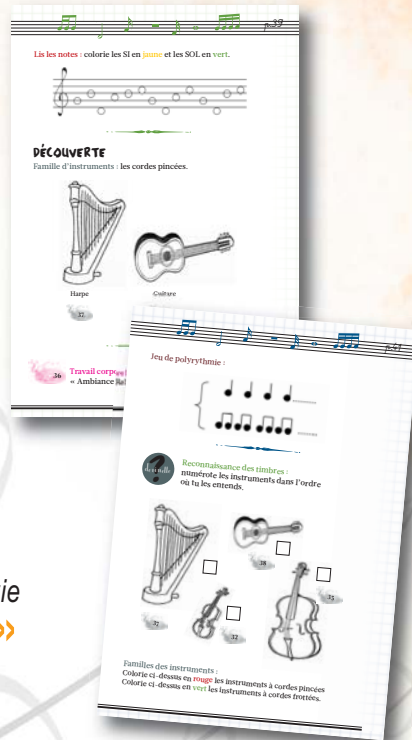 p.39
Lis les notes : colorie les SI en jaune et les SOL en vert.
DÉCOUVERTE
Famille d'instruments : les cordes pincées.
Harpe
Guitare
37
36
Travail corporel
« Ambiance
Jeu de polyrythmie :
?
Reconnaissance des timbres :
numérote les instruments dans l'ordre
où tu les entends.
38
35
32
Familles des instruments :
Colorie ci-dessus en rouge les instruments à cordes pincées
Colorie ci-dessus en vert les instruments à cordes frottées.
ie
»